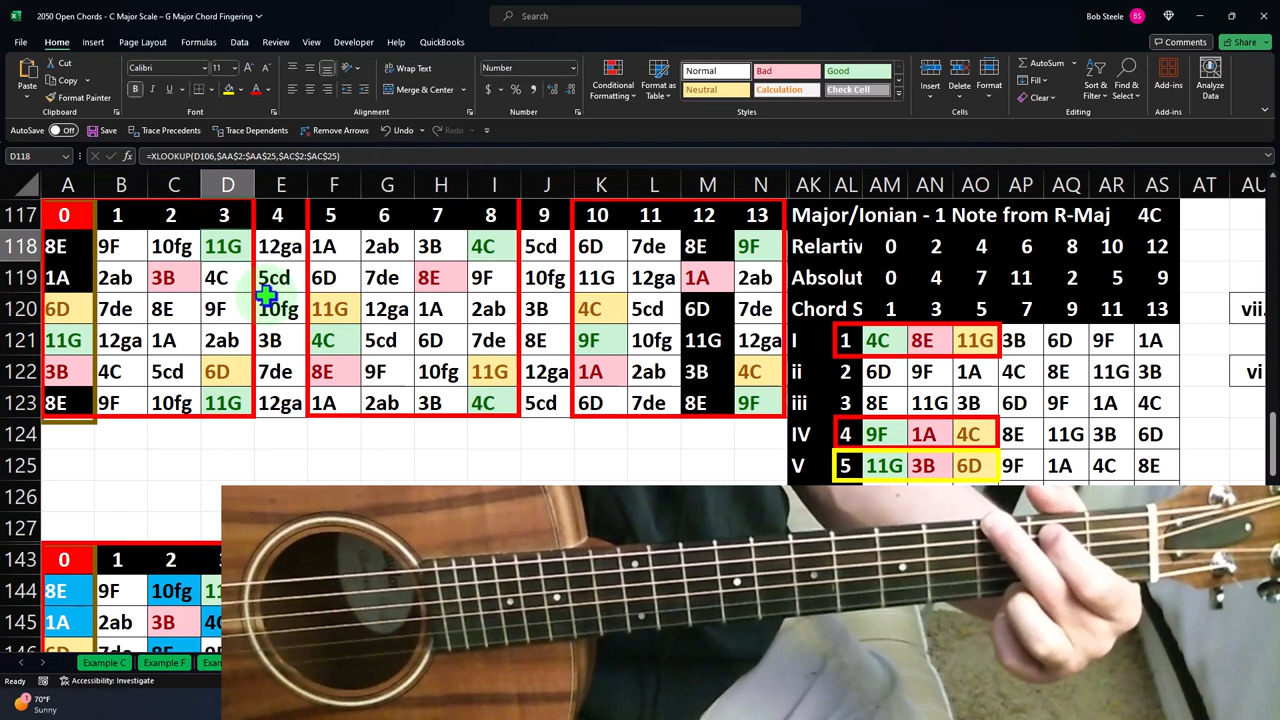 2050 Open Chords - C Major Scale – G Major Chord Fingering
Search
Bob Steele BS
File Home Insert Page Layout Formulas Data Review View Developer Help QuickBooks Comments Share
Paste Cut Copy Format Painter Clipboard
Calibri 11 B I U Font
Wrap Text Merge & Center Alignment
Number $ % Number
Conditional Formatting Format as Table Normal Bad Good Neutral Calculation Check Cell Styles
Insert Delete Format Cells
AutoSum Fill Clear Sort & Filter Find & Select Editing
Add-ins Add-ins Analyze Data
AutoSave Off Save Trace Precedents Trace Dependents Remove Arrows Undo Redo
D118 fx =XLOOKUP(D106,$AA$2:$AA$25,$AC$2:$AC$25)
A B C D E F G H I J K L M N AK AL AM AN AO AP AQ AR AS AT AU
117 0 1 2 3 4 5 6 7 8 9 10 11 12 13 Major/Ionian - 1 Note from R-Maj 4C
118 8E 9F 10fg 11G 12ga 1A 2ab 3B 4C 5cd 6D 7de 8E 9F Relartiv 0 2 4 6 8 10 12
119 1A 2ab 3B 4C 5cd 6D 7de 8E 9F 10fg 11G 12ga 1A 2ab Absolut 0 4 7 11 2 5 9
120 6D 7de 8E 9F 10fg 11G 12ga 1A 2ab 3B 4C 5cd 6D 7de Chord S 1 3 5 7 9 11 13 vii.
121 11G 12ga 1A 2ab 3B 4C 5cd 6D 7de 8E 9F 10fg 11G 12ga I 1 4C 8E 11G 3B 6D 9F 1A
122 3B 4C 5cd 6D 7de 8E 9F 10fg 11G 12ga 1A 2ab 3B 4C ii 2 6D 9F 1A 4C 8E 11G 3B vi
123 8E 9F 10fg 11G 12ga 1A 2ab 3B 4C 5cd 6D 7de 8E 9F iii 3 8E 11G 3B 6D 9F 1A 4C
124 IV 4 9F 1A 4C 8E 11G 3B 6D
125 V 5 11G 3B 6D 9F 1A 4C 8E
126
127
143 0 1 2
144 8E 9F 10fg
145 1A 2ab 3B
Example C Example F
Ready Accessibility: Investigate
1 70°F
Sunny